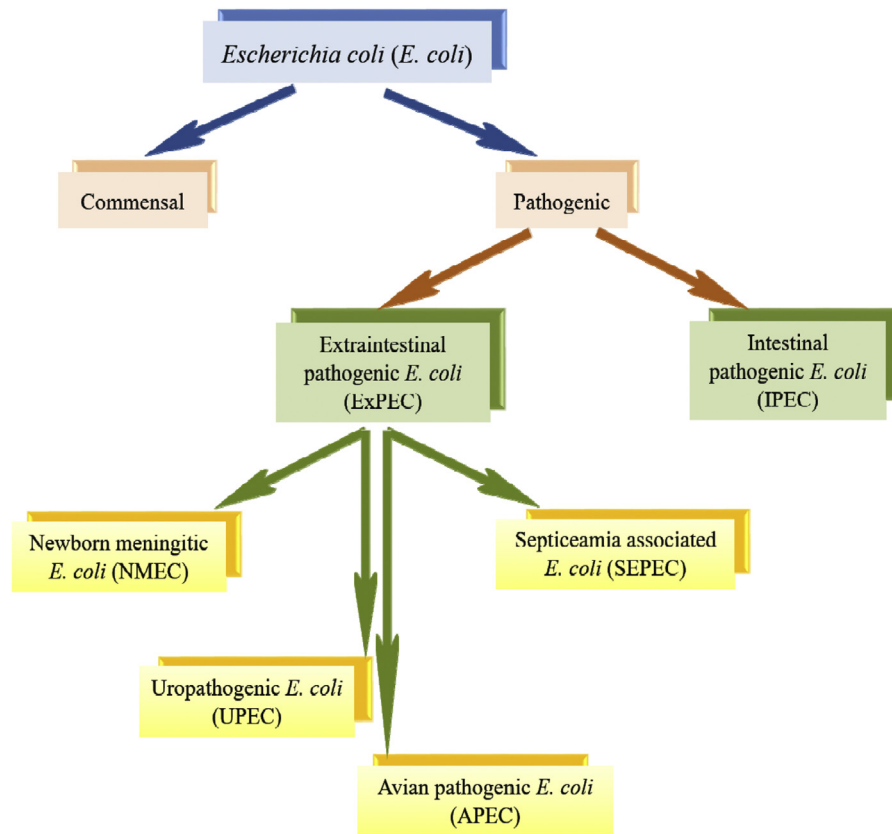 Escherichia coli (E. coli)
Commensal
Pathogenic
Extraintestinal
pathogenic E. coli
(ExPEC)
Intestinal
pathogenic E. coli
(IPEC)
Newborn meningitic
E. coli (NMEC)
Septiceamia associated
E. coli (SEPEC)
Uropathogenic E. coli
(UPEC)
Avian pathogenic E. coli
(APEC)